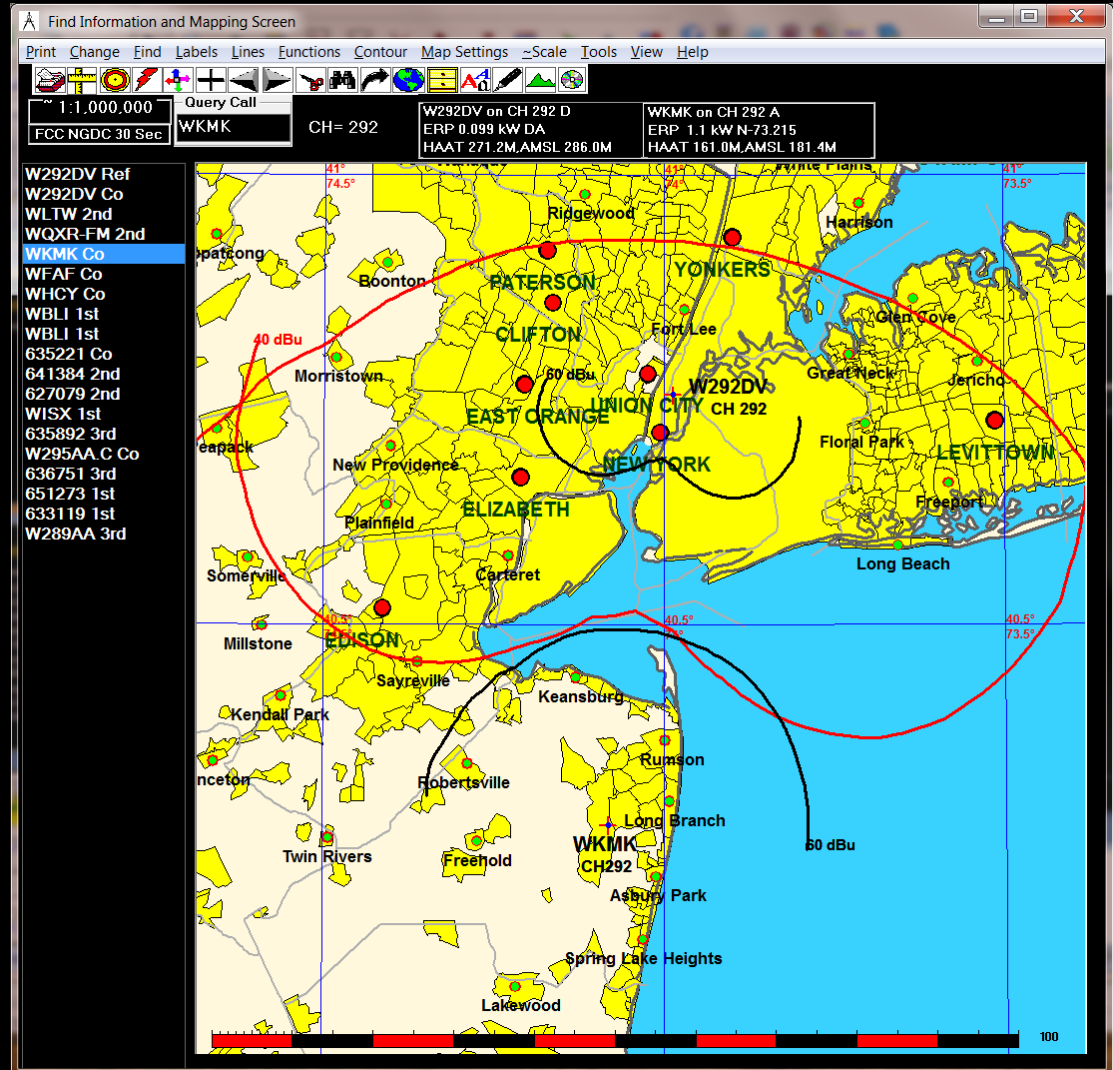 Find Information and Mapping Screen
Print Change Find Labels Lines Functions Contour Map Settings ~Scale Tools View Help
~ 1:1,000,000
FCC NGDC 30 Sec
Query Call
WKMK
CH= 292
W292DV on CH 292 D
ERP 0.099 kW DA
HAAT 271.2M,AMSL 286.0M
WKMK on CH 292 A
ERP 1.1 kW N-73.215
HAAT 161.0M,AMSL 181.4M
W292DV Ref
W292DV Co
WLTW 2nd
WQXR-FM 2nd
WKMK Co
WFAF Co
WHCY Co
WBLI 1st
WBLI 1st
635221 Co
641384 2nd
627079 2nd
WISX 1st
635892 3rd
W295AA.C Co
636751 3rd
651273 1st
633119 1st
W289AA 3rd
41°
74.5°
41°
74°
White Plains
41°
73.5°
Ridgewood
Harrison
opatcong
Boonton
PATERSON
YONKERS
CLIFTON
Fort Lee
Glen Cove
40 dBu
Morristown
60 dBu
W292DV
CH 292
Great Neck
Jericho
EAST ORANGE
UNION CITY
eapack
Floral Park
LEVITTOWN
New Providence
NEW YORK
Freeport
ELIZABETH
Plainfield
Long Beach
Somerville
Carteret
40.5°
40.5°
40.5°
73.5°
Millstone
EDISON
Sayreville
Keansburg
Kendall Park
Rumson
nceton
Robertsville
Long Branch
WKMK
CH292
60 dBu
Twin Rivers
Freehold
Asbury Park
Spring Lake Heights
Lakewood
100